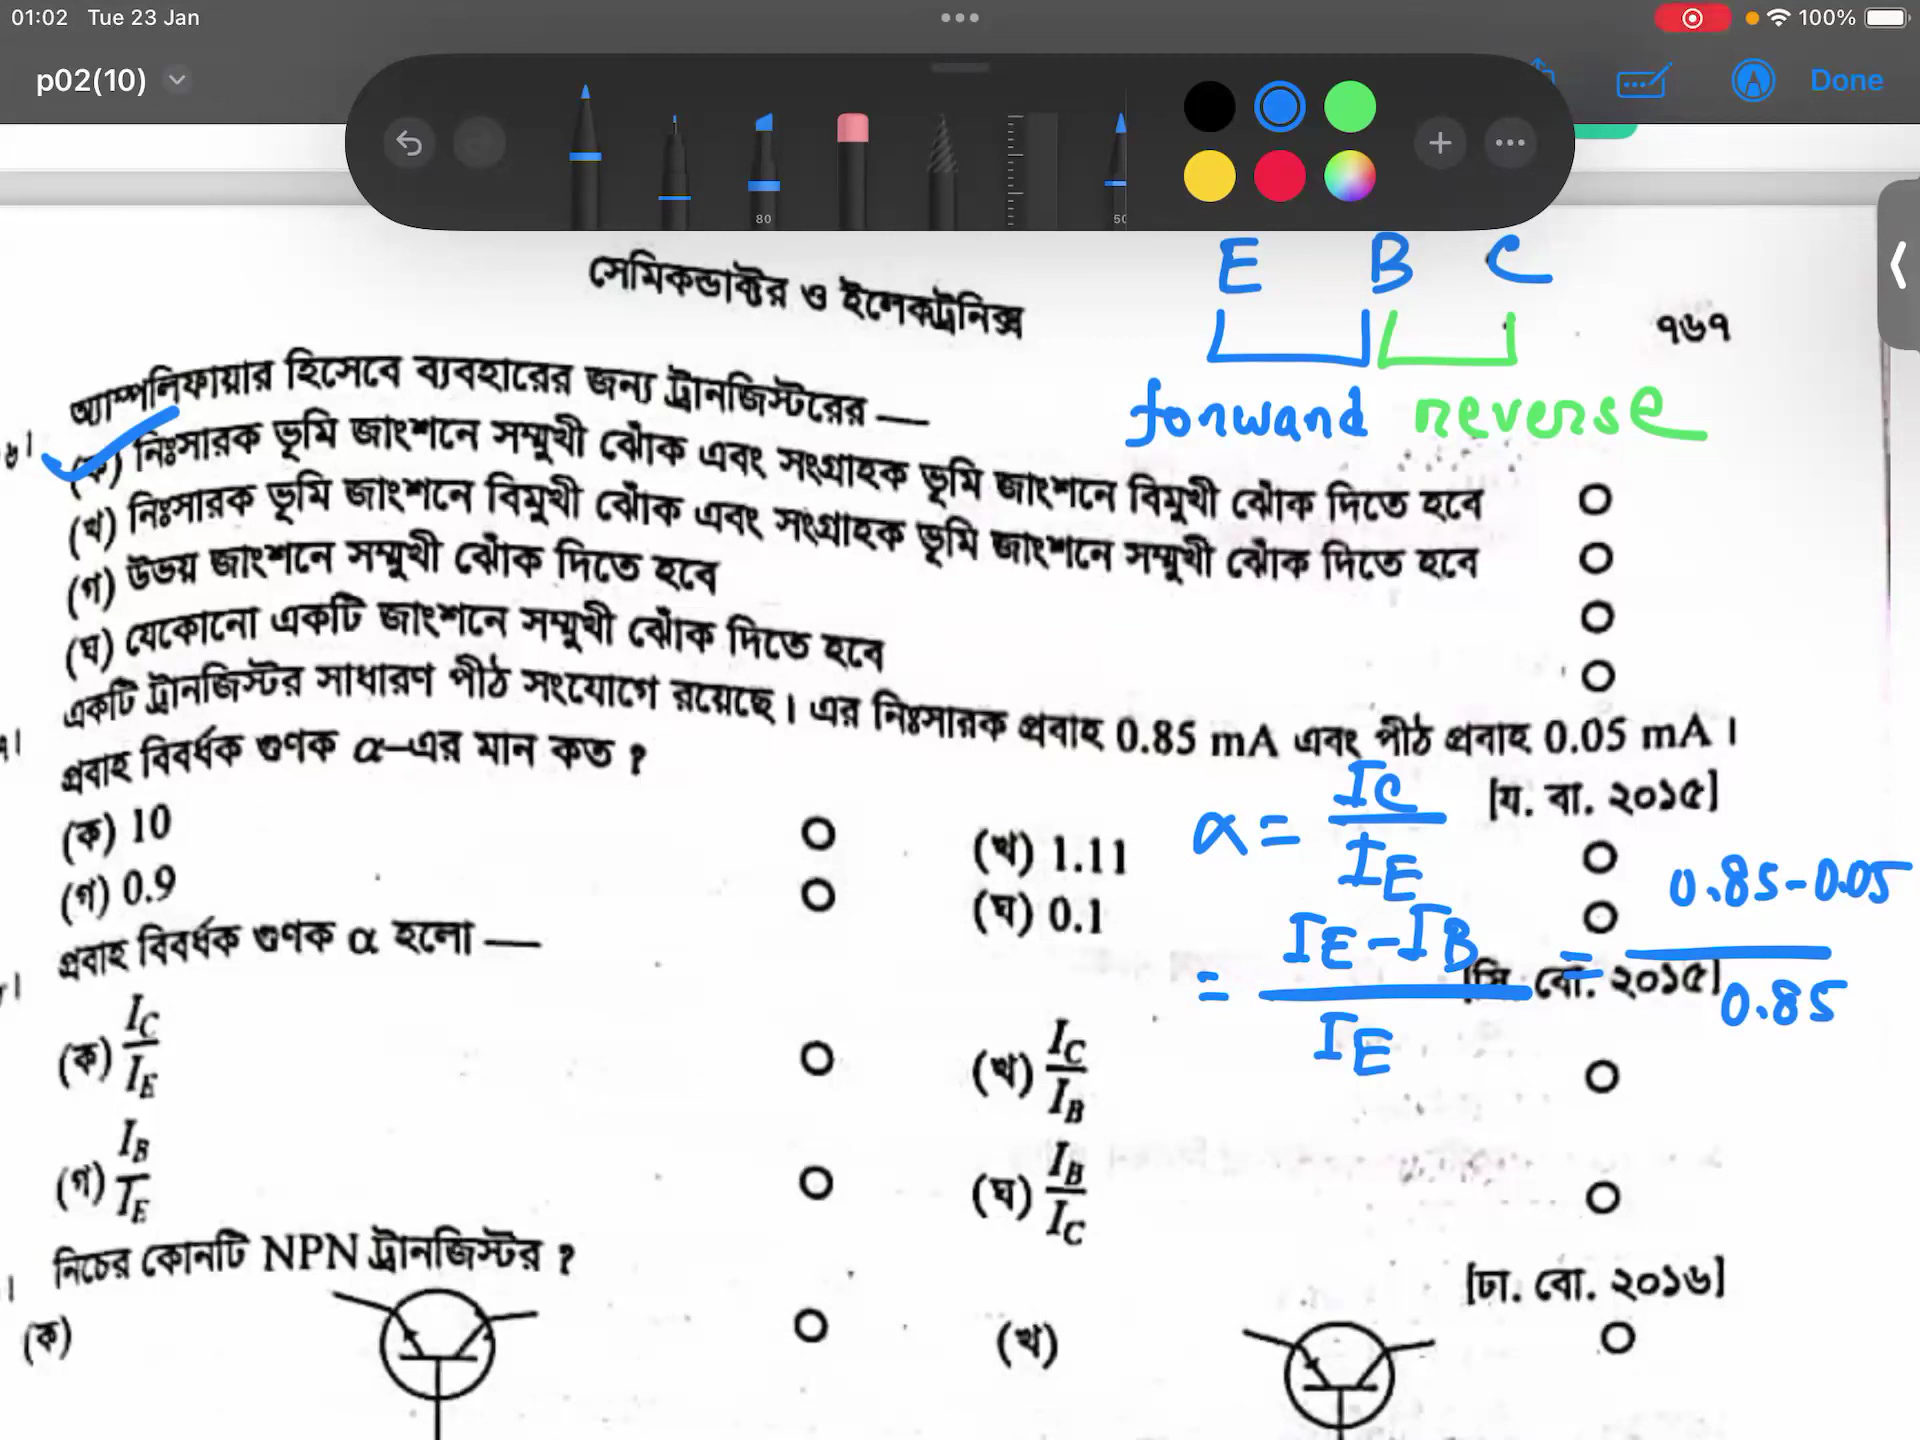 01:02 Tue 23 Jan
100%
p02(10)
Done
80
50
E B C
সেমিকন্ডাক্টর ও ইলেকট্রনিক্স
৭৬৭
forward reverse
৬। অ্যাম্পলিফায়ার হিসেবে ব্যবহারের জন্য ট্রানজিস্টরের —
(ক) নিঃসারক ভূমি জাংশনে সম্মুখী ঝোঁক এবং সংগ্রাহক ভূমি জাংশনে বিমুখী ঝোঁক দিতে হবে
(খ) নিঃসারক ভূমি জাংশনে বিমুখী ঝোঁক এবং সংগ্রাহক ভূমি জাংশনে সম্মুখী ঝোঁক দিতে হবে
(গ) উভয় জাংশনে সম্মুখী ঝোঁক দিতে হবে
(ঘ) যেকোনো একটি জাংশনে সম্মুখী ঝোঁক দিতে হবে
একটি ট্রানজিস্টর সাধারণ পীঠ সংযোগে রয়েছে। এর নিঃসারক প্রবাহ 0.85 mA এবং পীঠ প্রবাহ 0.05 mA।
প্রবাহ বিবর্ধক গুণক α–এর মান কত ?
[য. বা. ২০১৫]
(ক) 10
(খ) 1.11
(গ) 0.9
(ঘ) 0.1
α = IC / IE
= IE - IB / IE = 0.85 - 0.05 / 0.85
প্রবাহ বিবর্ধক গুণক α হলো —
[সি. বো. ২০১৫]
(ক) IC / IE
(খ) IC / IB
(গ) IB / TE
(ঘ) IB / IC
নিচের কোনটি NPN ট্রানজিস্টর ?
[ঢা. বো. ২০১৬]
(ক)
(খ)